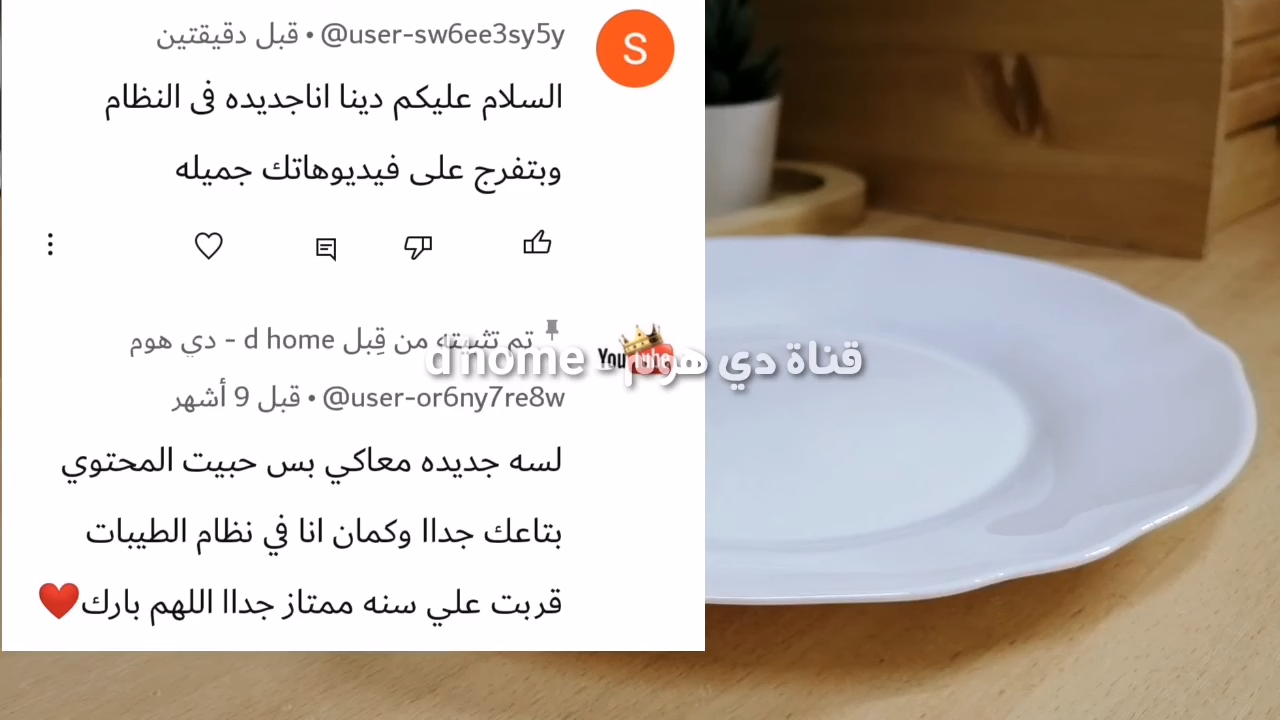 @user-sw6ee3sy5y • قبل دقيقتين
S
السلام عليكم دينا اناجديده فى النظام
وبتفرج على فيديوهاتك جميله
تم تثبيته من قِبل d home - دي هوم
YouTube
قناة دي هوم - d home
@user-or6ny7re8w • قبل 9 أشهر
لسه جديده معاكي بس حبيت المحتوي
بتاعك جداا وكمان انا في نظام الطيبات
قربت علي سنه ممتاز جداا اللهم بارك❤️